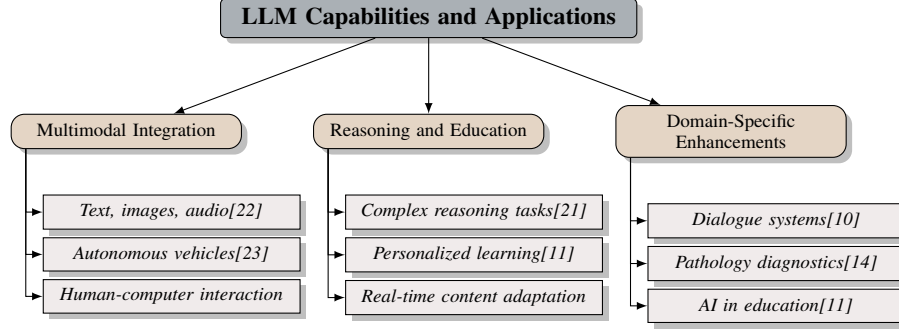 LLM Capabilities and Applications
Multimodal Integration
Text, images, audio[22]
Autonomous vehicles[23]
Human-computer interaction
Reasoning and Education
Complex reasoning tasks[21]
Personalized learning[11]
Real-time content adaptation
Domain-Specific
Enhancements
Dialogue systems[10]
Pathology diagnostics[14]
AI in education[11]